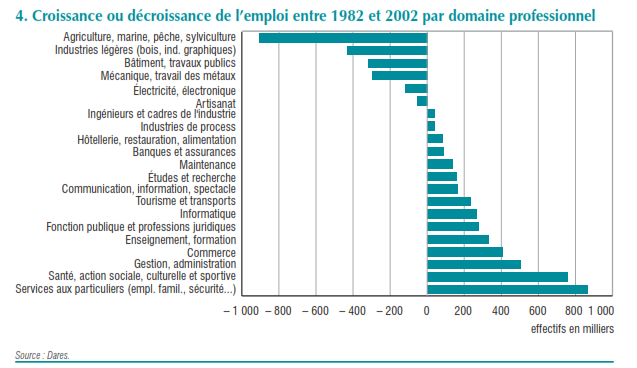 4. Croissance ou décroissance de l'emploi entre 1982 et 2002 par domaine professionnel
Agriculture, marine, pêche, sylviculture
Industries légères (bois, ind. graphiques)
Bâtiment, travaux publics
Mécanique, travail des métaux
Électricité, électronique
Artisanat
Ingénieurs et cadres de l'industrie
Industries de process
Hôtellerie, restauration, alimentation
Banques et assurances
Maintenance
Études et recherche
Communication, information, spectacle
Tourisme et transports
Informatique
Fonction publique et professions juridiques
Enseignement, formation
Commerce
Gestion, administration
Santé, action sociale, culturelle et sportive
Services aux particuliers (empl. famil., sécurité...)
– 1 000 – 800 – 600 – 400 – 200 0 200 400 600 800 1 000
effectifs en milliers
Source : Dares.